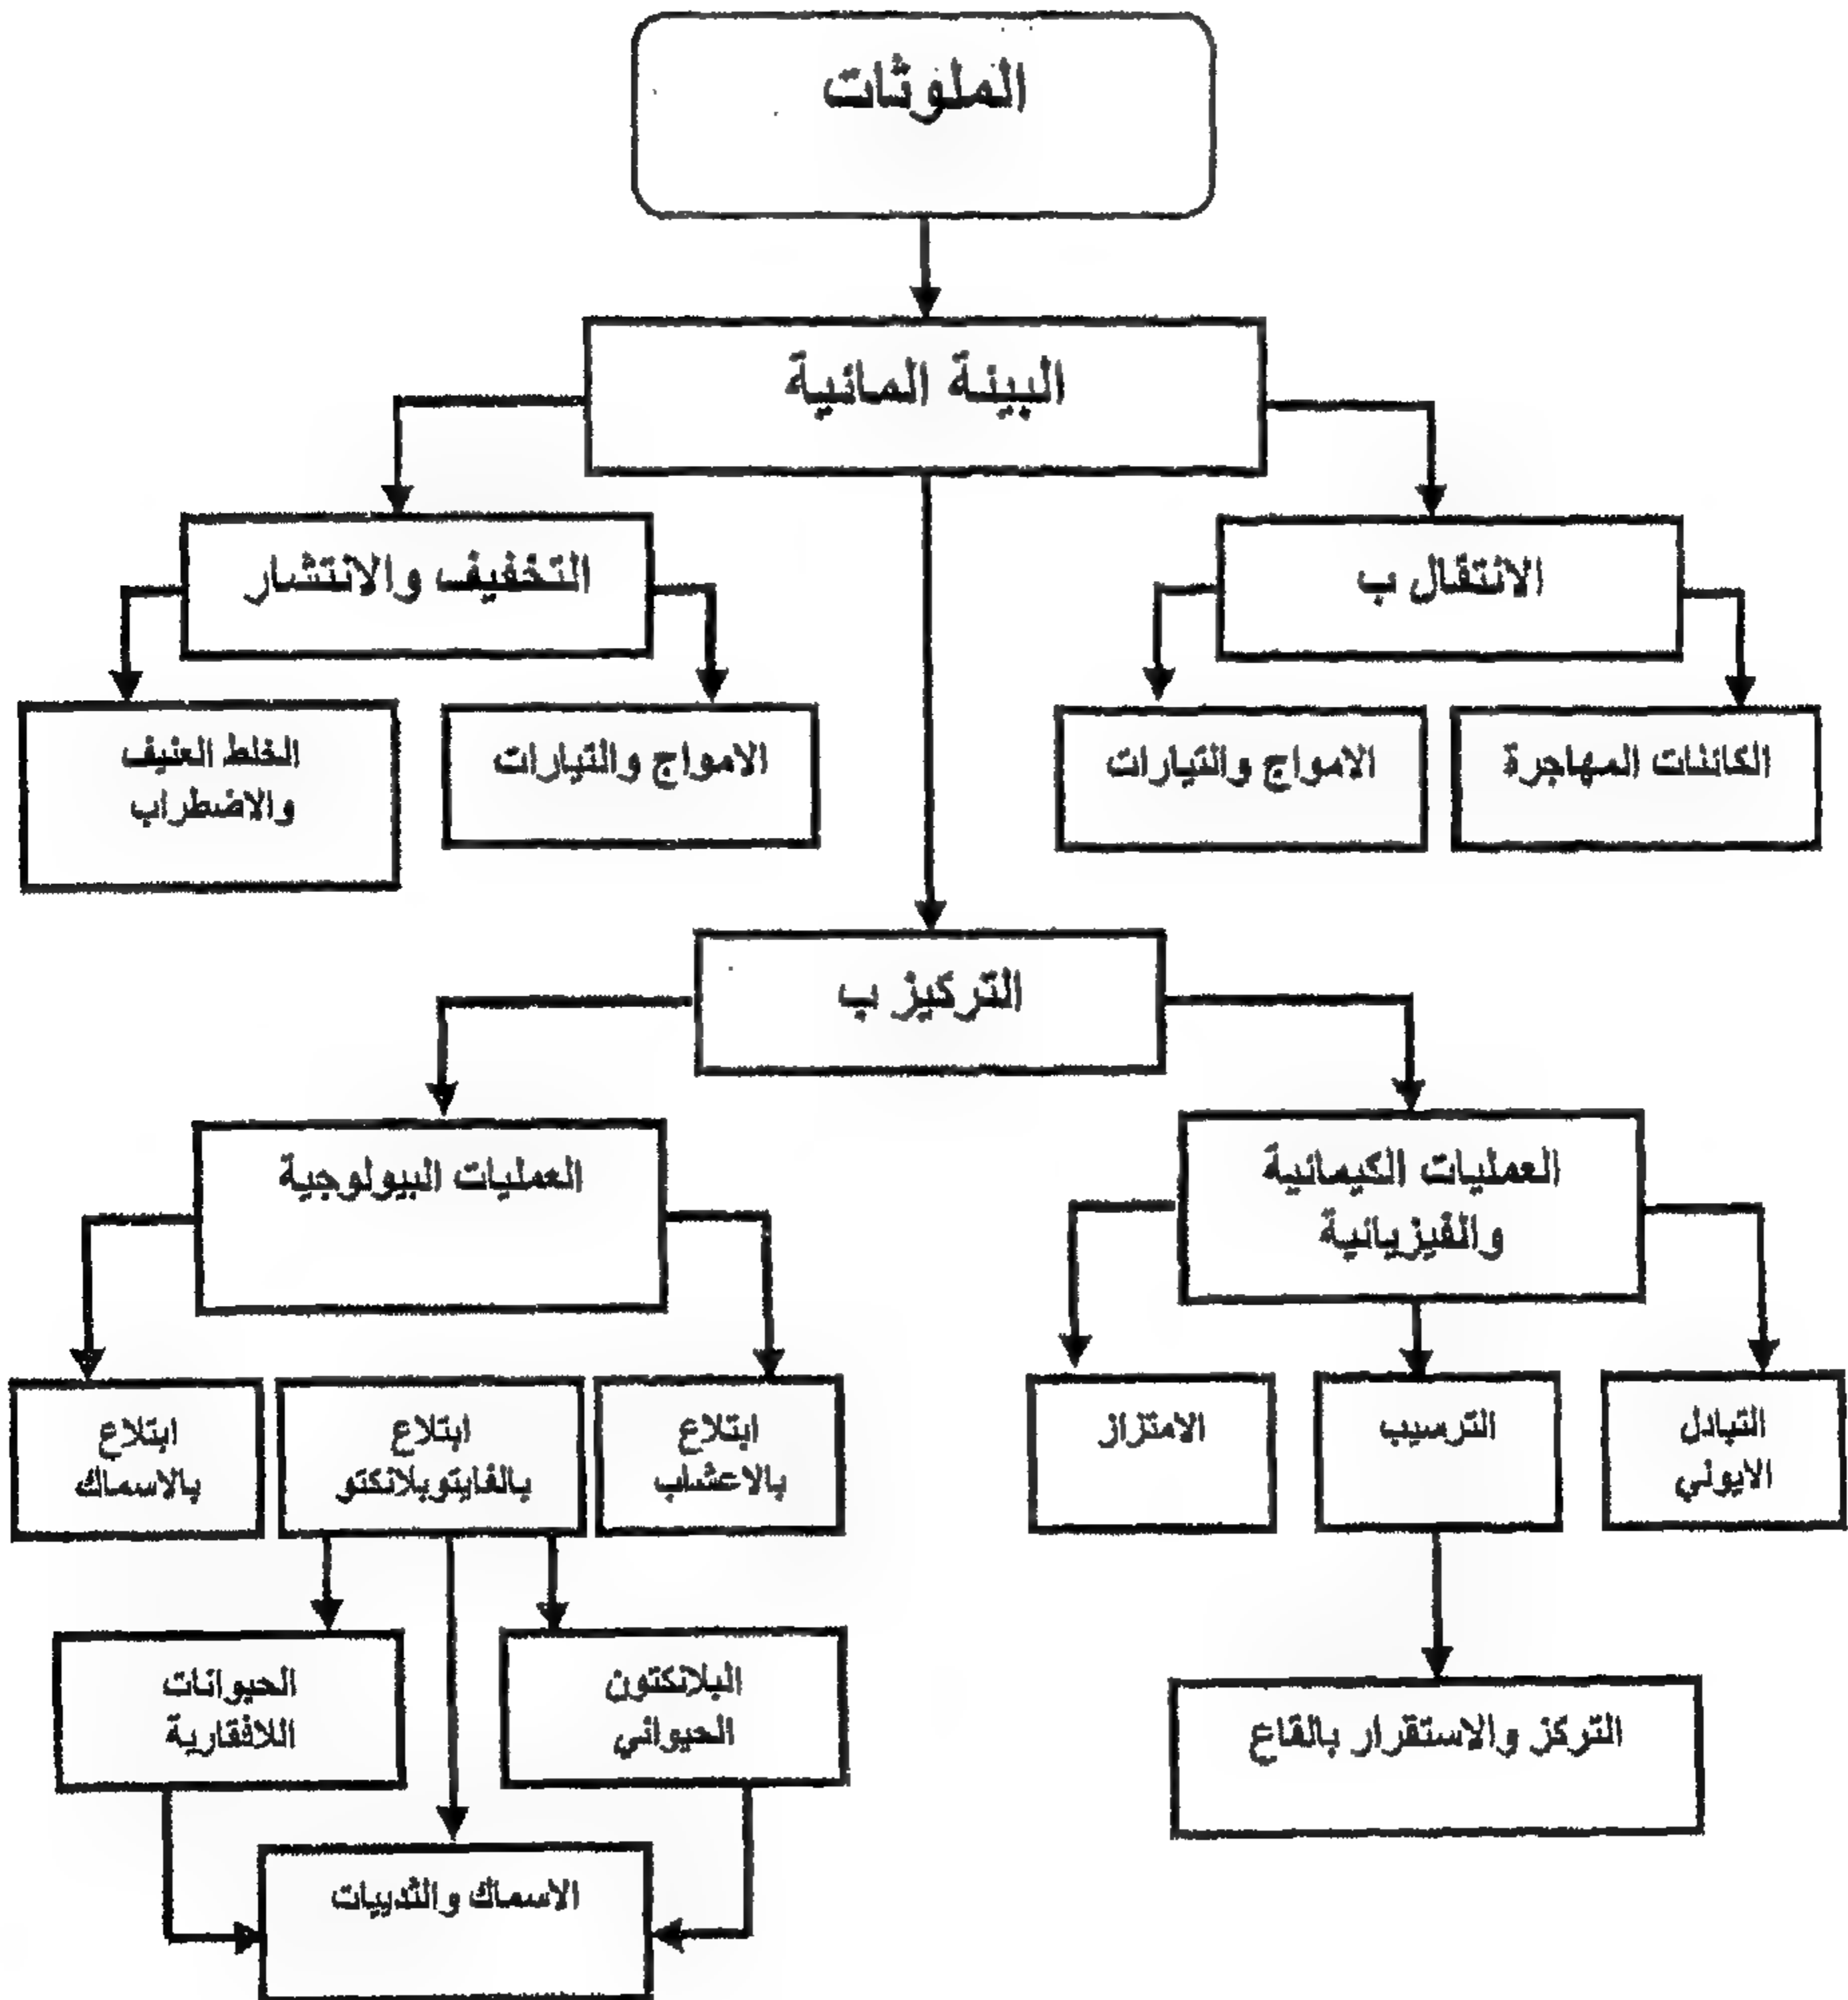 الملوثات
البيئة المائية
الانتقال ب
التخفيف والانتشار
الكائنات المهاجرة
الامواج والتيارات
الامواج والتيارات
الخلط العنيف
والاضطراب
التركيز ب
العمليات الكيمائية
والفيزيائية
العمليات البيولوجية
التبادل
الايوني
الترسيب
الامتزاز
ابتلاع
بالاعشاب
ابتلاع
بالفايتوبلانكتو
ابتلاع
بالاسماك
التركز والاستقرار بالقاع
البلانكتون
الحيواني
الحيوانات
اللافقارية
الاسماك والثدييات